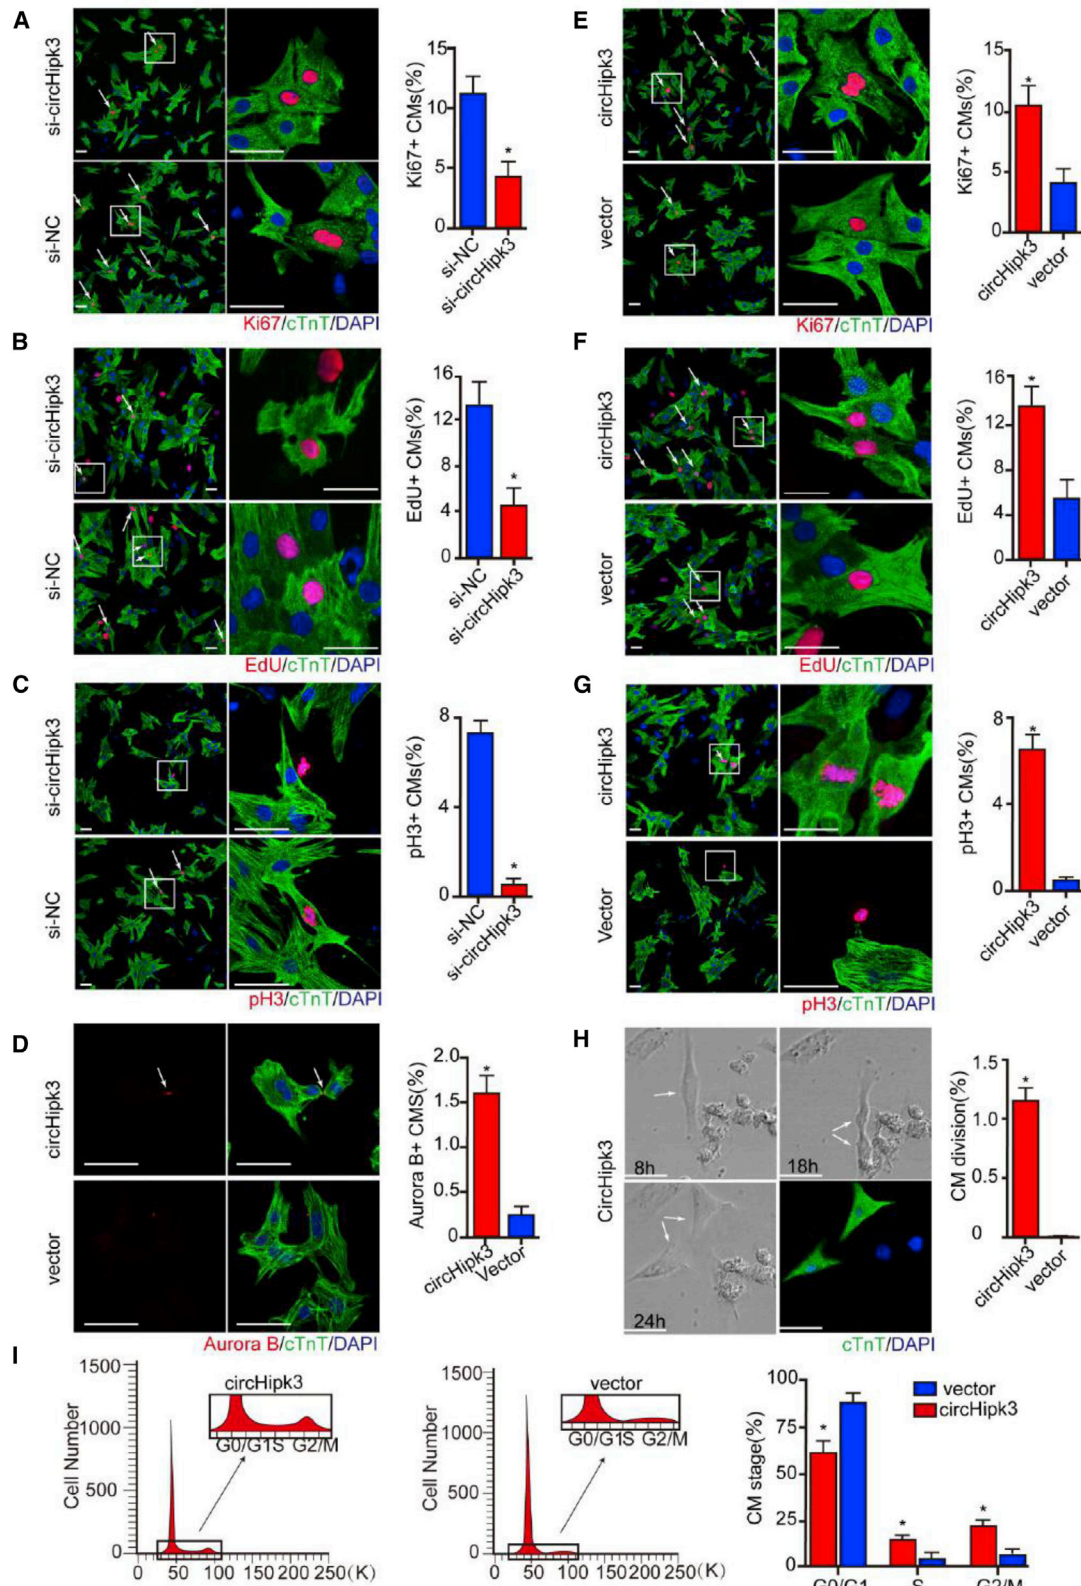 A
si-circHipk3
si-NC
Ki67/cTnT/DAPI
Ki67+ CMs(%)
15
10
5
0
si-NC
si-circHipk3
*
E
circHipk3
vector
Ki67/cTnT/DAPI
Ki67+ CMs(%)
15
10
5
0
circHipk3
vector
*
B
si-circHipk3
si-NC
EdU/cTnT/DAPI
EdU+ CMs(%)
16
12
8
4
0
si-NC
si-circHipk3
*
F
circHipk3
vector
EdU/cTnT/DAPI
EdU+ CMs(%)
16
12
8
4
0
circHipk3
vector
*
C
si-circHipk3
si-NC
pH3/cTnT/DAPI
pH3+ CMs(%)
8
4
0
si-NC
si-circHipk3
*
G
circHipk3
Vector
pH3/cTnT/DAPI
pH3+ CMs(%)
8
4
0
circHipk3
vector
*
D
circHipk3
vector
Aurora B/cTnT/DAPI
Aurora B+ CMS(%)
2.0
1.5
1.0
0.5
0
circHipk3
Vector
*
H
CircHipk3
8h
18h
24h
cTnT/DAPI
CM division(%)
1.5
1.0
0.5
0
circHipk3
vector
*
I
Cell Number
1500
1000
500
0
circHipk3
G0/G1S G2/M
0 50 100 150 200 250(K)
Cell Number
1500
1000
500
0
vector
G0/G1S G2/M
0 50 100 150 200 250(K)
CM stage(%)
100
75
50
25
0
vector
circHipk3
*
*
*
G0/G1 S G2/M